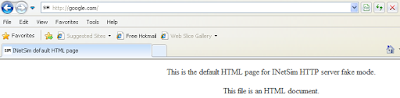 http://google.com/
File Edit View Favorites Tools Help
Favorites Suggested Sites Free Hotmail Web Slice Gallery
INetSim default HTML page
This is the default HTML page for INetSim HTTP server fake mode.
This file is an HTML document.